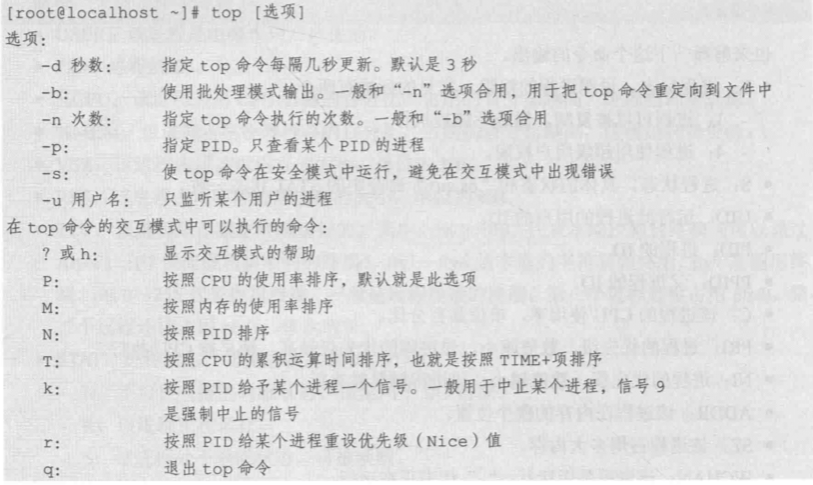 [root@localhost ~]# top [选项]
选项:
-d 秒数: 指定 top 命令每隔几秒更新。默认是 3 秒
-b: 使用批处理模式输出。一般和“-n”选项合用,用于把 top 命令重定向到文件中
-n 次数: 指定 top 命令执行的次数。一般和“-b”选项合用
-p: 指定 PID。只查看某个 PID 的进程
-s: 使 top 命令在安全模式中运行,避免在交互模式中出现错误
-u 用户名: 只监听某个用户的进程
在 top 命令的交互模式中可以执行的命令:
? 或 h: 显示交互模式的帮助
P: 按照 CPU 的使用率排序,默认就是此选项
M: 按照内存的使用率排序
N: 按照 PID 排序
T: 按照 CPU 的累积运算时间排序,也就是按照 TIME+项排序
k: 按照 PID 给予某个进程一个信号。一般用于中止某个进程,信号 9
是强制中止的信号
r: 按照 PID 给某个进程重设优先级(Nice)值
q: 退出 top 命令